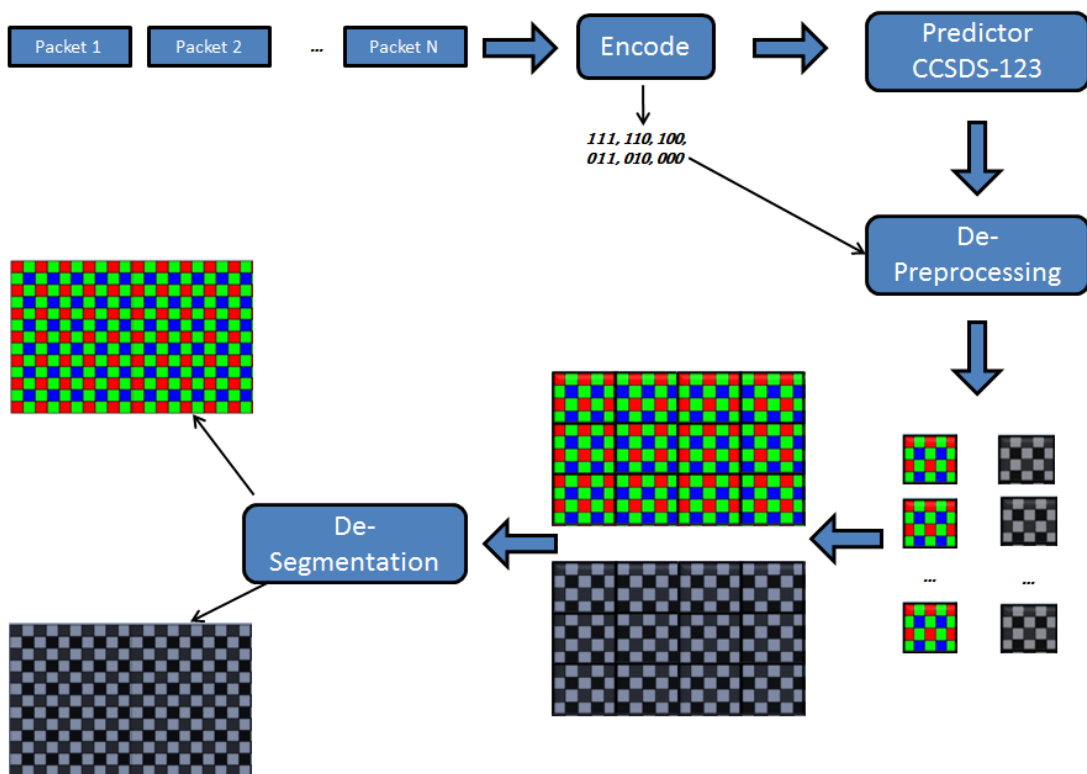 Packet 1
Packet 2
...
Packet N
Encode
Predictor
CCSDS-123
111, 110, 100,
011, 010, 000
De-
Preprocessing
...
...
De-
Segmentation